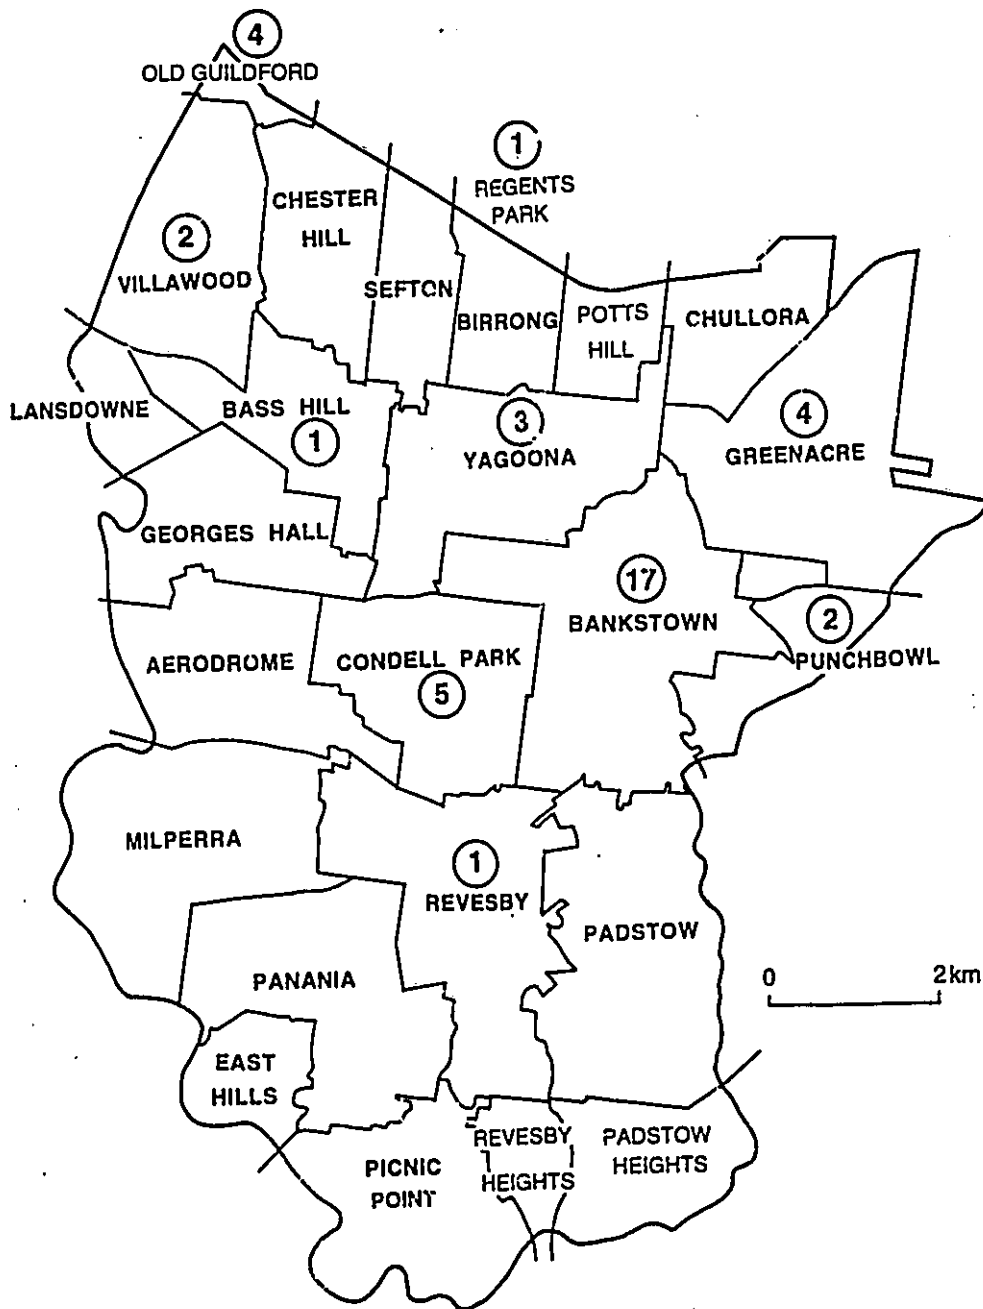 4
OLD GUILDFORD
1
REGENTS
PARK
CHESTER
HILL
2
VILLAWOOD
SEFTON
BIRRONG
POTTS
HILL
CHULLORA
LANSDOWNE
BASS HILL
1
3
YAGOONA
4
GREENACRE
GEORGES HALL
17
BANKSTOWN
2
PUNCHBOWL
AERODROME
CONDELL PARK
5
MILPERRA
1
REVESBY
PADSTOW
PANANIA
0 2km
EAST
HILLS
REVESBY
HEIGHTS
PADSTOW
HEIGHTS
PICNIC
POINT